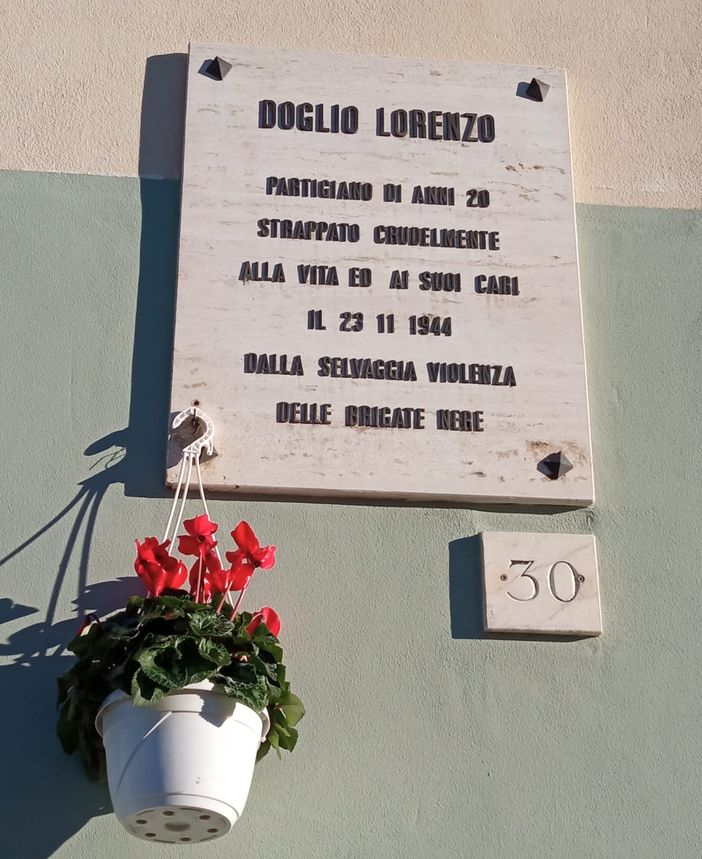 DOGLIO LORENZO
PARTIGIANO DI ANNI 20
STRAPPATO CRUDELMENTE
ALLA VITA ED AI SUOI CARI
IL 23 11 1944
DALLA SELVAGGIA VIOLENZA
DELLE BRIGATE NERE
30